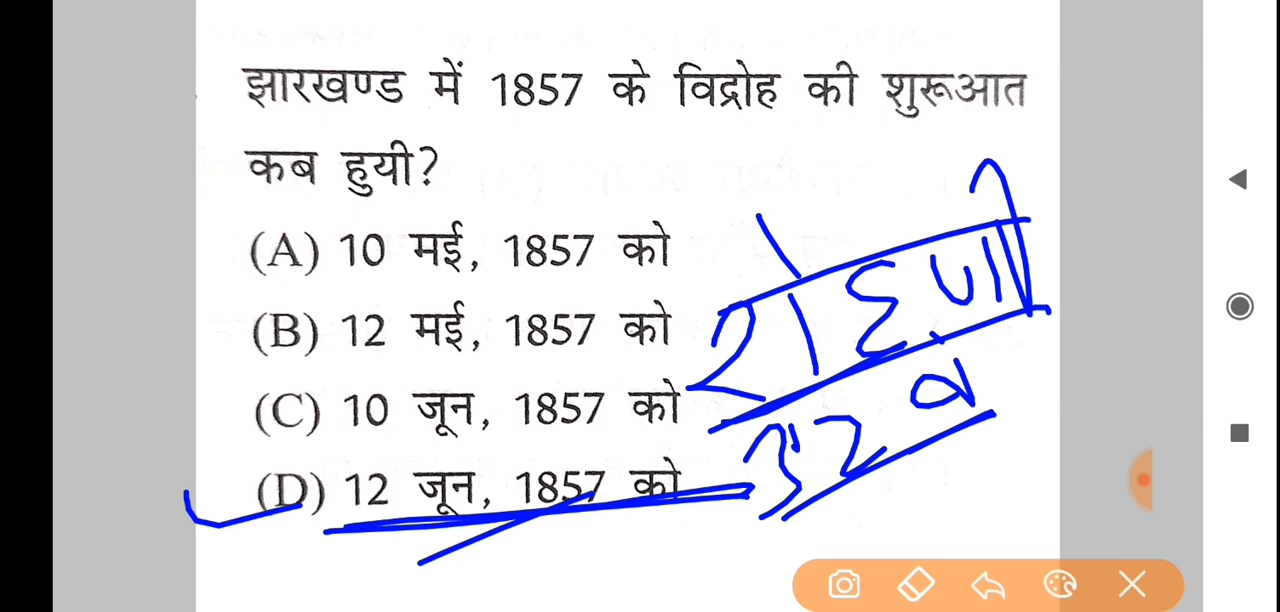 झारखण्ड में 1857 के विद्रोह की शुरूआत
कब हुयी?
(A) 10 मई, 1857 को
(B) 12 मई, 1857 को
(C) 10 जून, 1857 को
(D) 12 जून, 1857 को